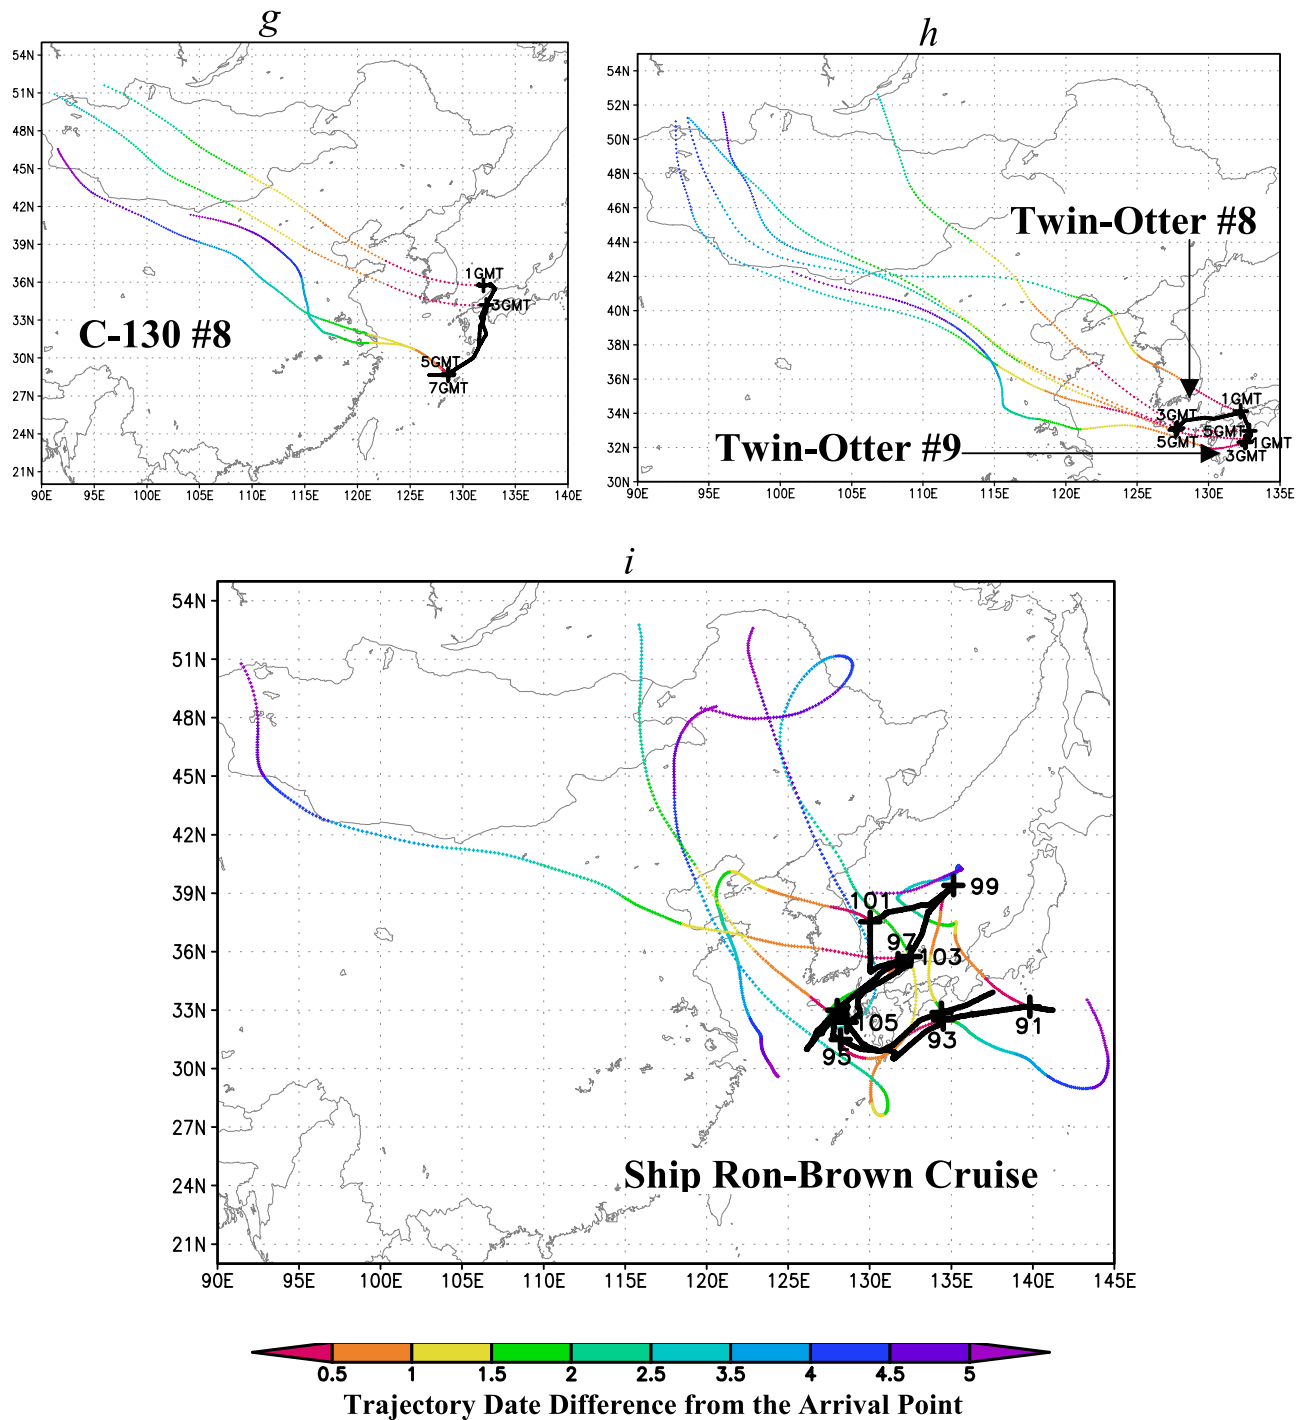 g
54N
51N
48N
45N
42N
39N
36N
33N
30N
27N
24N
21N
90E 95E 100E 105E 110E 115E 120E 125E 130E 135E 140E
1GMT
3GMT
5GMT
7GMT
C-130 #8
h
54N
52N
50N
48N
46N
44N
42N
40N
38N
36N
34N
32N
30N
90E 95E 100E 105E 110E 115E 120E 125E 130E 135E
Twin-Otter #8
1GMT
3GMT
5GMT 5GMT
1GMT
3GMT
Twin-Otter #9
i
54N
51N
48N
45N
42N
39N
36N
33N
30N
27N
24N
21N
90E 95E 100E 105E 110E 115E 120E 125E 130E 135E 140E 145E
99
101
97
103
105
95
93
91
Ship Ron-Brown Cruise
0.5 1 1.5 2 2.5 3.5 4 4.5 5
Trajectory Date Difference from the Arrival Point